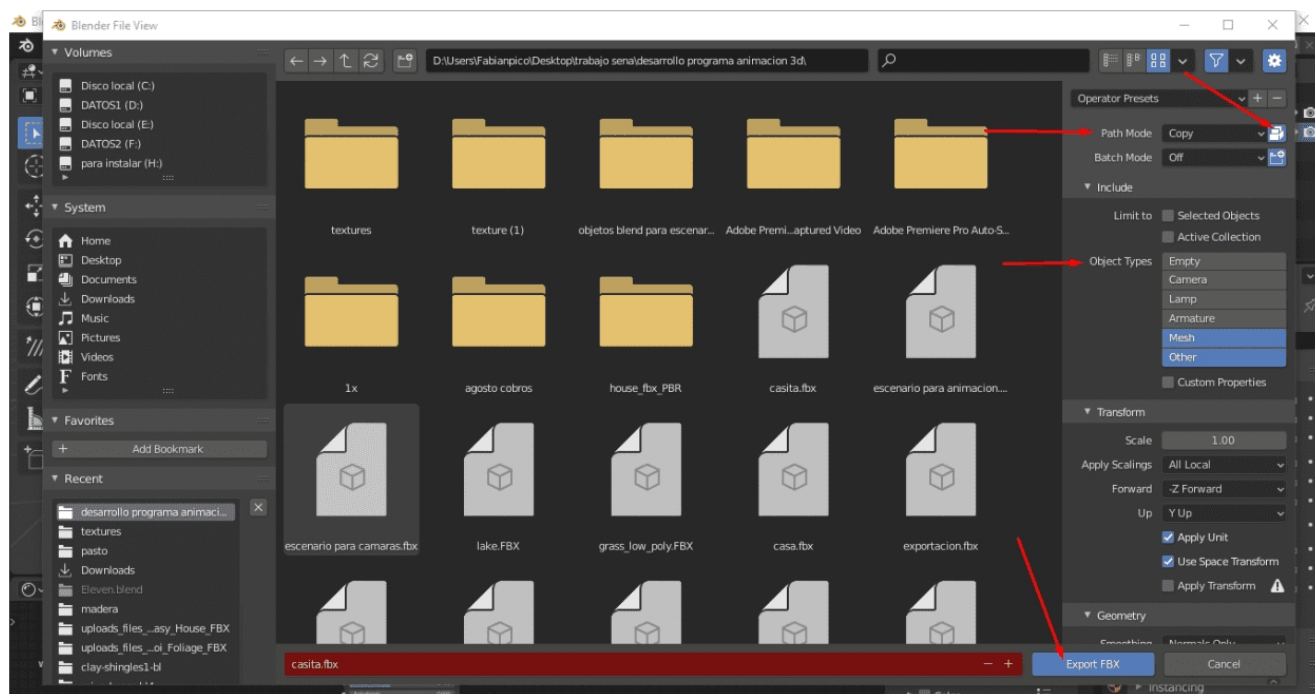 Bl
Blender File View
Volumes
Disco local (C:)
DATOS1 (D:)
Disco local (E:)
DATOS2 (F:)
para instalar (H:)
System
Home
Desktop
Documents
Downloads
Music
Pictures
Videos
Fonts
Favorites
Add Bookmark
Recent
desarrollo programa animaci...
textures
pasto
Downloads
Eleven.blend
madera
uploads_files_...asy_House_FBX
uploads_files_...oi_Foliage_FBX
clay-shingles1-bl
D:\Users\Fabianpico\Desktop\trabajo sena\desarrollo programa animacion 3d\
textures
texture (1)
objetos blend para escenar...
Adobe Premi...aptured Video
Adobe Premiere Pro Auto-S...
1x
agosto cobros
house_fbx_PBR
casita.fbx
escenario para animacion....
escenario para camaras.fbx
lake.FBX
grass_low_poly.FBX
casa.fbx
exportacion.fbx
casita.fbx
Operator Presets
Path Mode Copy
Batch Mode Off
Include
Limit to Selected Objects
Active Collection
Object Types Empty
Camera
Lamp
Armature
Mesh
Other
Custom Properties
Transform
Scale 1.00
Apply Scalings All Local
Forward -Z Forward
Up Y Up
Apply Unit
Use Space Transform
Apply Transform
Geometry
Smoothing Normals Only
Export FBX
Cancel
Instancing